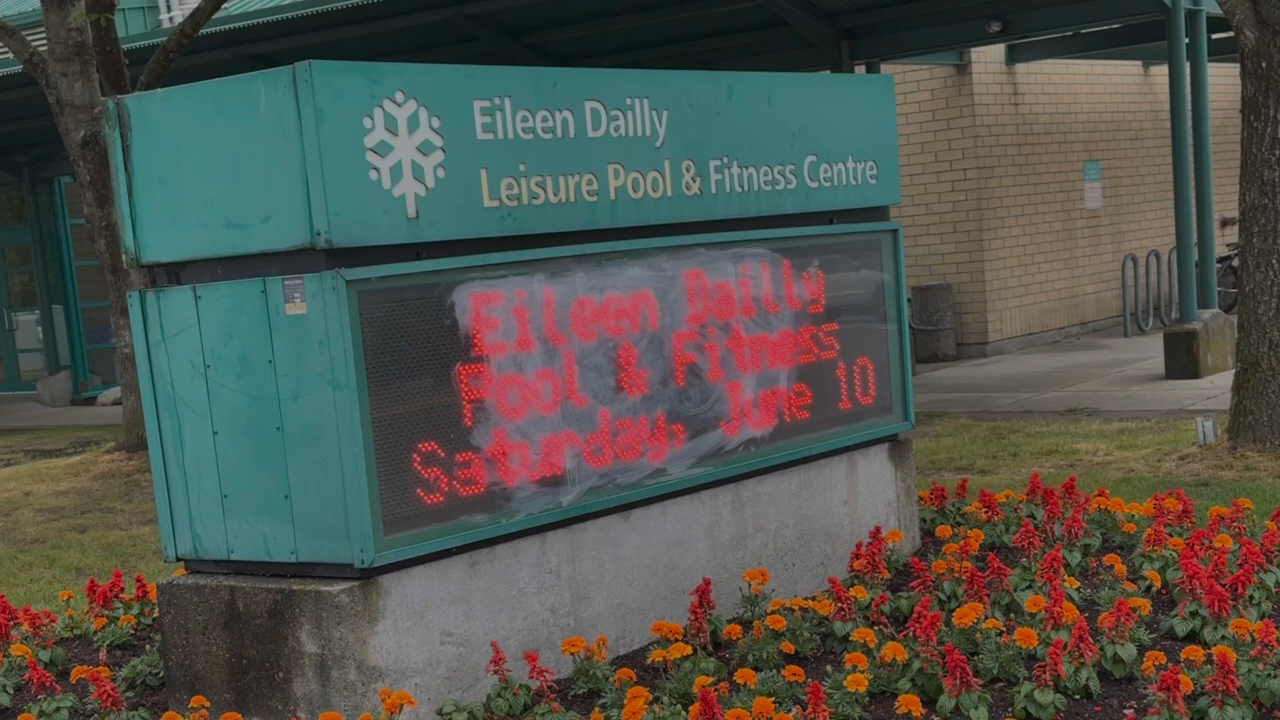 Eileen Dailly
Leisure Pool & Fitness Centre
Eileen Dailly
Pool & Fitness
Saturday, June 10